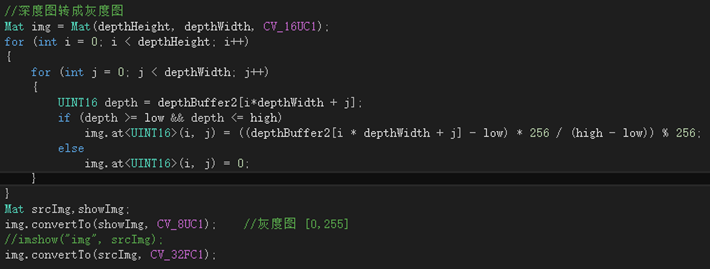 //深度图转成灰度图
Mat img = Mat(depthHeight, depthWidth, CV_16UC1);
for (int i = 0; i < depthHeight; i++)
{
    for (int j = 0; j < depthWidth; j++)
    {
        UINT16 depth = depthBuffer2[i*depthWidth + j];
        if (depth >= low && depth <= high)
            img.at<UINT16>(i, j) = ((depthBuffer2[i * depthWidth + j] - low) * 256 / (high - low)) % 256;
        else
            img.at<UINT16>(i, j) = 0;
    }
}
Mat srcImg,showImg;
img.convertTo(showImg, CV_8UC1);    //灰度图 [0,255]
//imshow("img", srcImg);
img.convertTo(srcImg, CV_32FC1);